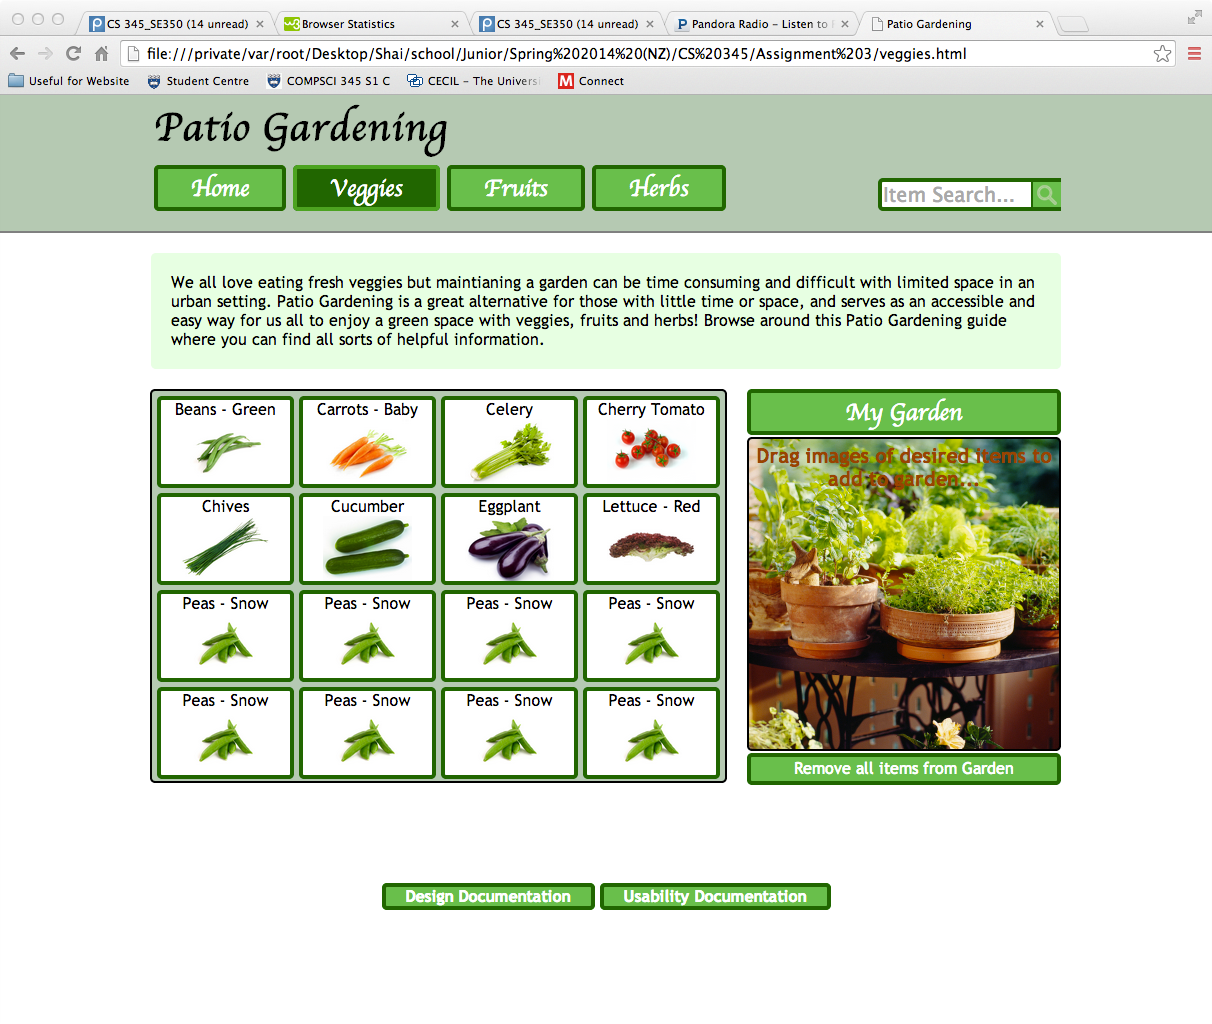 CS 345_SE350 (14 unread)
Browser Statistics
CS 345_SE350 (14 unread)
Pandora Radio – Listen to
Patio Gardening
file:///private/var/root/Desktop/Shai/school/Junior/Spring%202014%20(NZ)/CS%20345/Assignment%203/veggies.html
Useful for Website
Student Centre
COMPSCI 345 S1 C
CECIL – The Universi
M Connect
Patio Gardening
Home
Veggies
Fruits
Herbs
Item Search...
We all love eating fresh veggies but maintianing a garden can be time consuming and difficult with limited space in an
urban setting. Patio Gardening is a great alternative for those with little time or space, and serves as an accessible and
easy way for us all to enjoy a green space with veggies, fruits and herbs! Browse around this Patio Gardening guide
where you can find all sorts of helpful information.
Beans - Green
Carrots - Baby
Celery
Cherry Tomato
Chives
Cucumber
Eggplant
Lettuce - Red
Peas - Snow
Peas - Snow
Peas - Snow
Peas - Snow
Peas - Snow
Peas - Snow
Peas - Snow
Peas - Snow
My Garden
Drag images of desired items to
add to garden...
Remove all items from Garden
Design Documentation
Usability Documentation